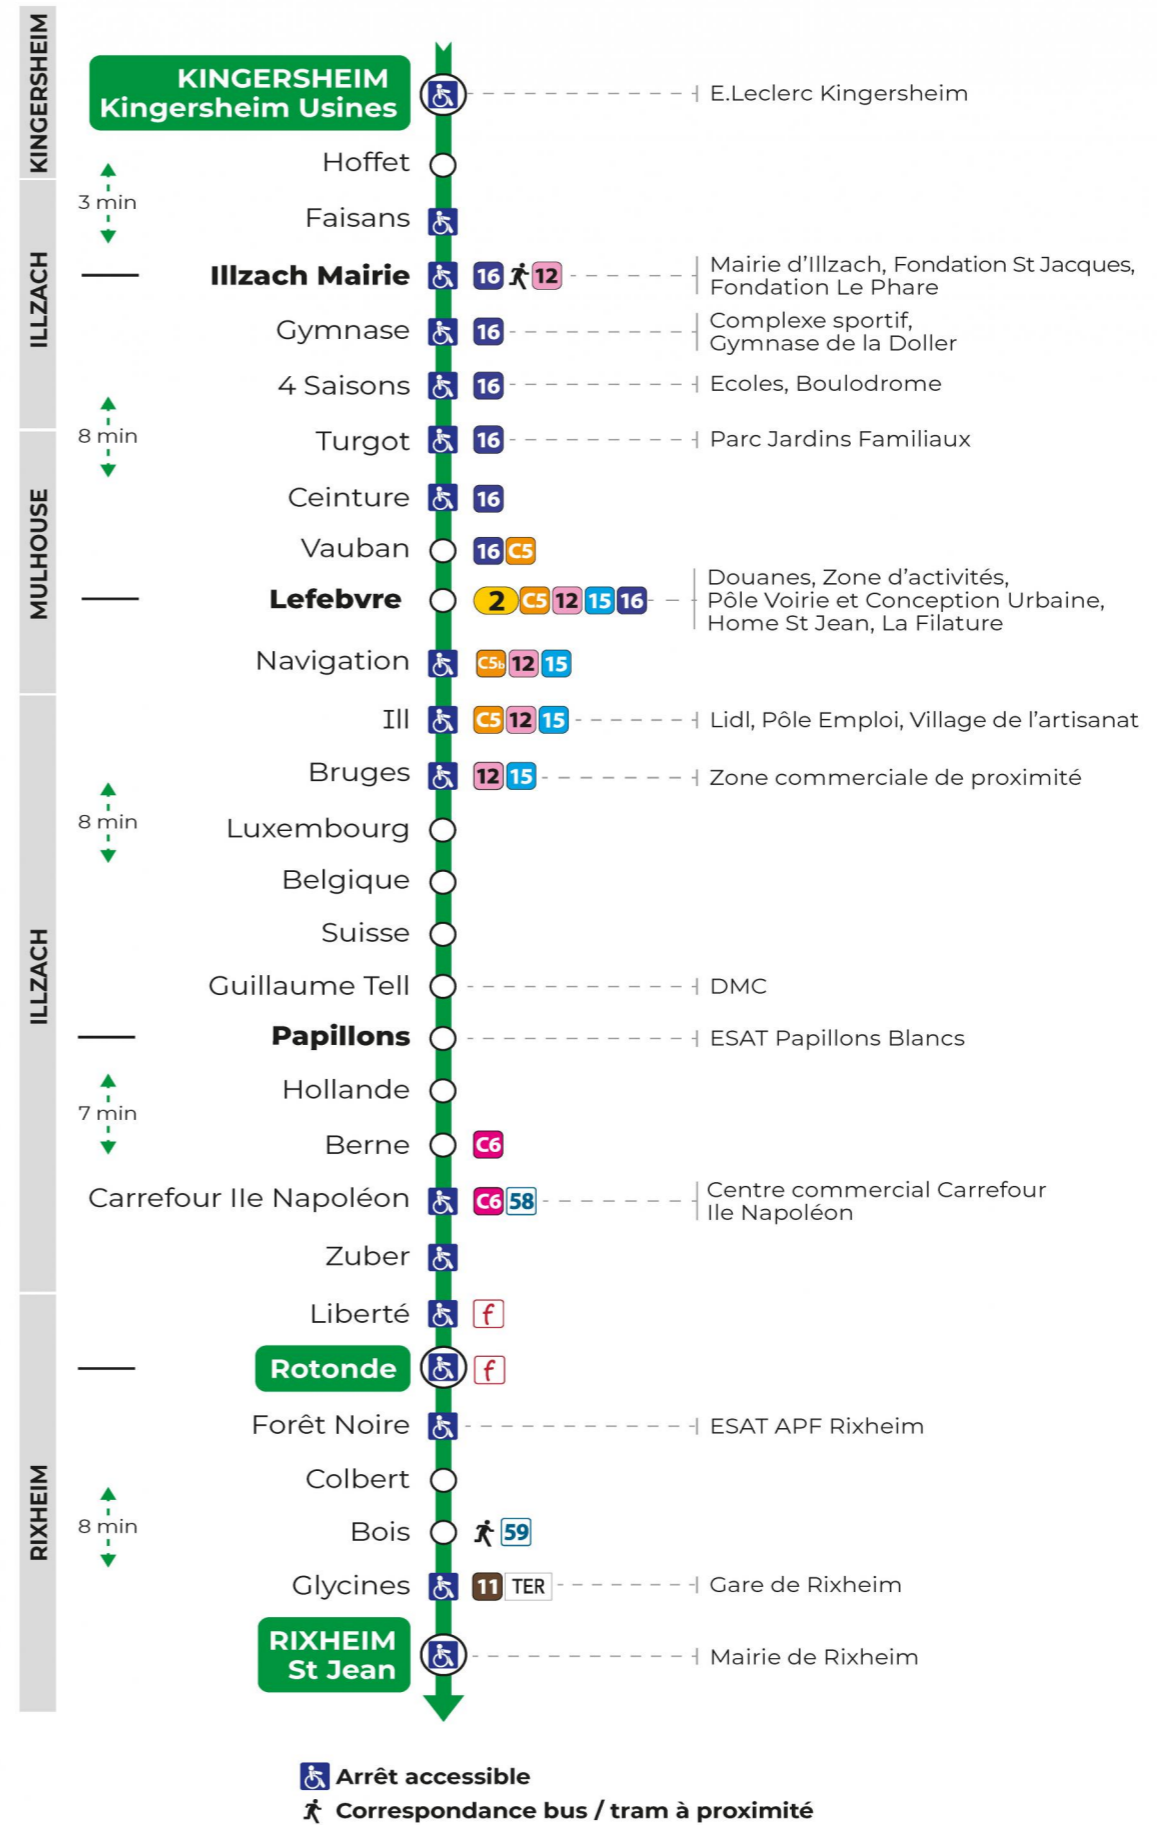 KINGERSHEIM
KINGERSHEIM
Kingersheim Usines
E.Leclerc Kingersheim
Hoffet
3 min
Faisans
ILLZACH
Illzach Mairie 16 12
Mairie d'Illzach, Fondation St Jacques,
Fondation Le Phare
Gymnase 16
Complexe sportif,
Gymnase de la Doller
4 Saisons 16 Ecoles, Boulodrome
8 min
Turgot 16 Parc Jardins Familiaux
MULHOUSE
Ceinture 16
Vauban 16 C5
Lefebvre 2 C5 12 15 16
Douanes, Zone d'activités,
Pôle Voirie et Conception Urbaine,
Home St Jean, La Filature
Navigation C5b 12 15
Ill C5 12 15 Lidl, Pôle Emploi, Village de l'artisanat
Bruges 12 15 Zone commerciale de proximité
8 min
Luxembourg
Belgique
Suisse
ILLZACH
Guillaume Tell DMC
Papillons ESAT Papillons Blancs
Hollande
7 min
Berne C6
Carrefour Ile Napoléon C6 58
Centre commercial Carrefour
Ile Napoléon
Zuber
Liberté f
Rotonde f
Forêt Noire ESAT APF Rixheim
RIXHEIM
Colbert
8 min
Bois 59
Glycines 11 TER Gare de Rixheim
RIXHEIM
St Jean
Mairie de Rixheim
Arrêt accessible
Correspondance bus / tram à proximité